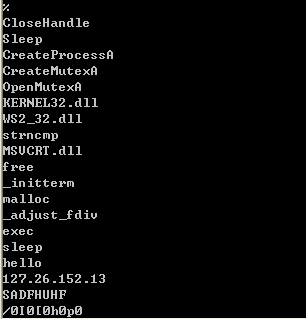 %
CloseHandle
Sleep
CreateProcessA
CreateMutexA
OpenMutexA
KERNEL32.dll
WS2_32.dll
strncmp
MSVCRT.dll
free
_initterm
malloc
_adjust_fdiv
exec
sleep
hello
127.26.152.13
SADFHUHF
/0I0[0h0p0